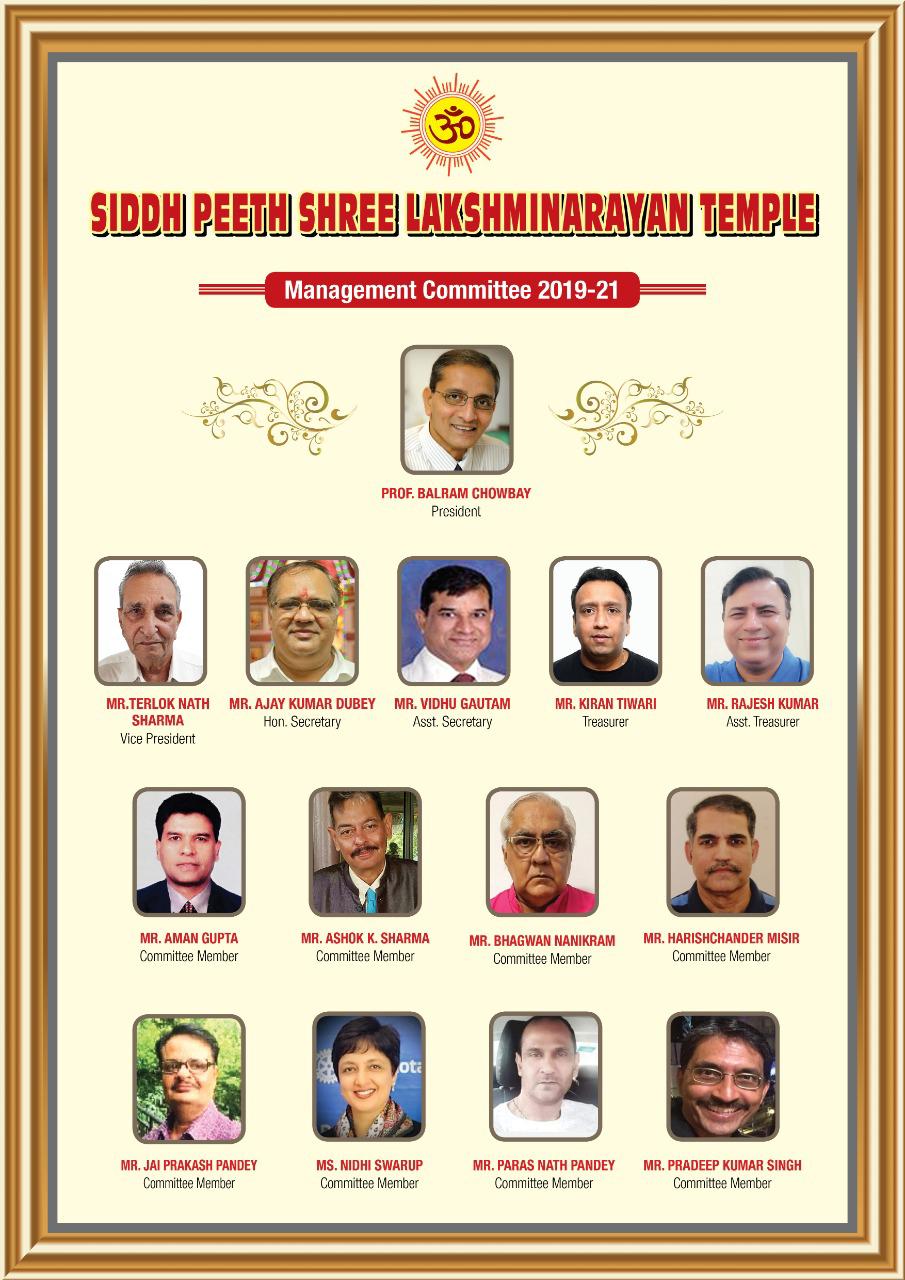 ॐ
SIDDH PEETH SHREE LAKSHMINARAYAN TEMPLE
Management Committee 2019-21
PROF. BALRAM CHOWBAY
President
MR.TERLOK NATH
SHARMA
Vice President
MR. AJAY KUMAR DUBEY
Hon. Secretary
MR. VIDHU GAUTAM
Asst. Secretary
MR. KIRAN TIWARI
Treasurer
MR. RAJESH KUMAR
Asst. Treasurer
MR. AMAN GUPTA
Committee Member
MR. ASHOK K. SHARMA
Committee Member
MR. BHAGWAN NANIKRAM
Committee Member
MR. HARISHCHANDER MISIR
Committee Member
MR. JAI PRAKASH PANDEY
Committee Member
ota
MS. NIDHI SWARUP
Committee Member
MR. PARAS NATH PANDEY
Committee Member
MR. PRADEEP KUMAR SINGH
Committee Member